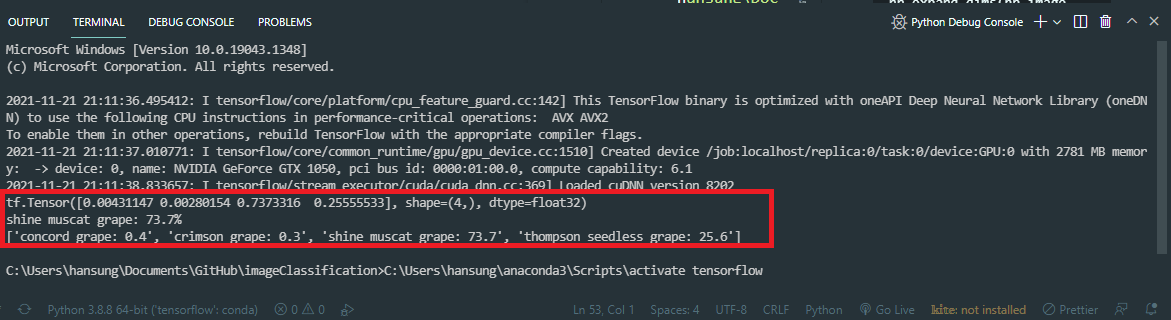 OUTPUT TERMINAL DEBUG CONSOLE PROBLEMS Python Debug Console
Microsoft Windows [Version 10.0.19043.1348]
(c) Microsoft Corporation. All rights reserved.
2021-11-21 21:11:36.495412: I tensorflow/core/platform/cpu_feature_guard.cc:142] This TensorFlow binary is optimized with oneAPI Deep Neural Network Library (oneDN
N) to use the following CPU instructions in performance-critical operations:  AVX AVX2
To enable them in other operations, rebuild TensorFlow with the appropriate compiler flags.
2021-11-21 21:11:37.010771: I tensorflow/core/common_runtime/gpu/gpu_device.cc:1510] Created device /job:localhost/replica:0/task:0/device:GPU:0 with 2781 MB memor
y:  -> device: 0, name: NVIDIA GeForce GTX 1050, pci bus id: 0000:01:00.0, compute capability: 6.1
2021-11-21 21:11:38.833657: I tensorflow/stream_executor/cuda/cuda_dnn.cc:369] Loaded cuDNN version 8202
tf.Tensor([0.00431147 0.00280154 0.7373316  0.25555533], shape=(4,), dtype=float32)
shine muscat grape: 73.7%
['concord grape: 0.4', 'crimson grape: 0.3', 'shine muscat grape: 73.7', 'thompson seedless grape: 25.6']
C:\Users\hansung\Documents\GitHub\imageClassification>C:\Users\hansung\anaconda3\Scripts\activate tensorflow
Python 3.8.8 64-bit ('tensorflow': conda) 0 0 Ln 53, Col 1 Spaces: 4 UTF-8 CRLF Python Go Live kite: not installed Prettier